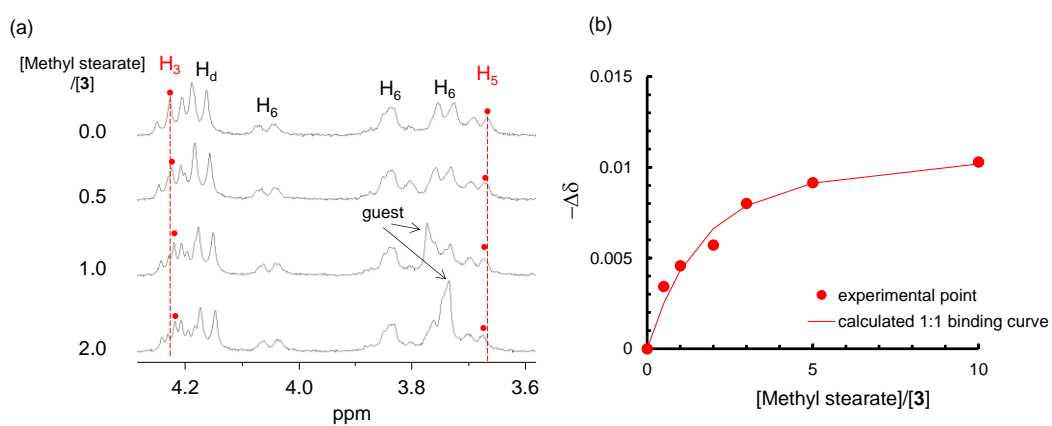 (a)
[Methyl stearate]
/[3]
H3
Hd
H6
H6
H6
H5
0.0
0.5
guest
1.0
2.0
4.2
4.0
3.8
3.6
ppm
(b)
0.015
0.01
0.005
0
−Δδ
experimental point
calculated 1:1 binding curve
0
5
10
[Methyl stearate]/[3]